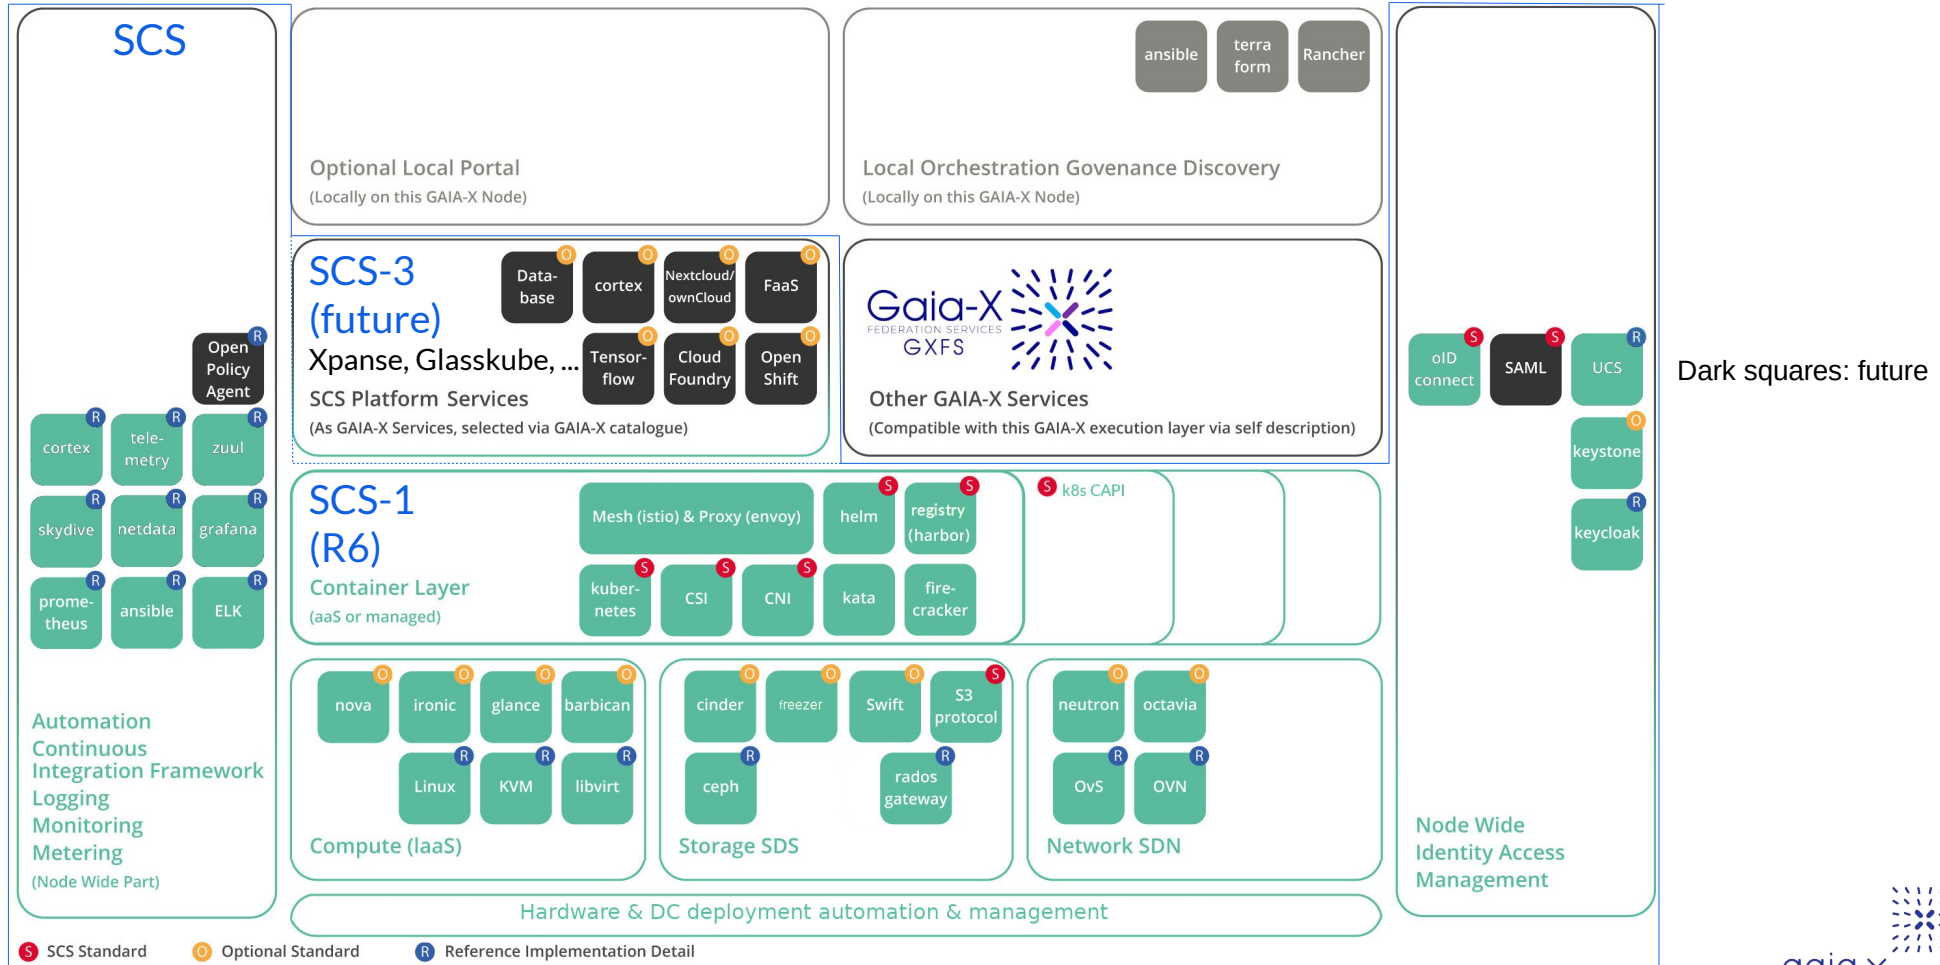 SCS
Open
Policy
Agent
R
cortex
R
tele-
metry
R
zuul
R
skydive
R
netdata
R
grafana
R
prome-
theus
R
ansible
R
ELK
R
Automation
Continuous
Integration Framework
Logging
Monitoring
Metering
(Node Wide Part)
Optional Local Portal
(Locally on this GAIA-X Node)
ansible
terra
form
Rancher
Local Orchestration Govenance Discovery
(Locally on this GAIA-X Node)
SCS-3
(future)
Xpanse, Glasskube, ...
SCS Platform Services
(As GAIA-X Services, selected via GAIA-X catalogue)
Data-
base
O
cortex
O
Nextcloud/
ownCloud
O
FaaS
O
Tensor-
flow
O
Cloud
Foundry
O
Open
Shift
O
Gaia-X
FEDERATION SERVICES
GXFS
Other GAIA-X Services
(Compatible with this GAIA-X execution layer via self description)
SCS-1
(R6)
Container Layer
(aaS or managed)
Mesh (istio) & Proxy (envoy)
helm
S
registry
(harbor)
S
S k8s CAPI
kuber-
netes
S
CSI
S
CNI
S
kata
fire-
cracker
nova
O
ironic
O
glance
O
barbican
O
Linux
R
KVM
R
libvirt
R
Compute (IaaS)
cinder
O
freezer
O
Swift
O
S3
protocol
S
ceph
R
rados
gateway
R
Storage SDS
neutron
O
octavia
O
OvS
R
OVN
R
Network SDN
Hardware & DC deployment automation & management
oID
connect
S
SAML
S
UCS
R
keystone
O
keycloak
R
Node Wide
Identity Access
Management
Dark squares: future
S SCS Standard
O Optional Standard
R Reference Implementation Detail
gaia-x